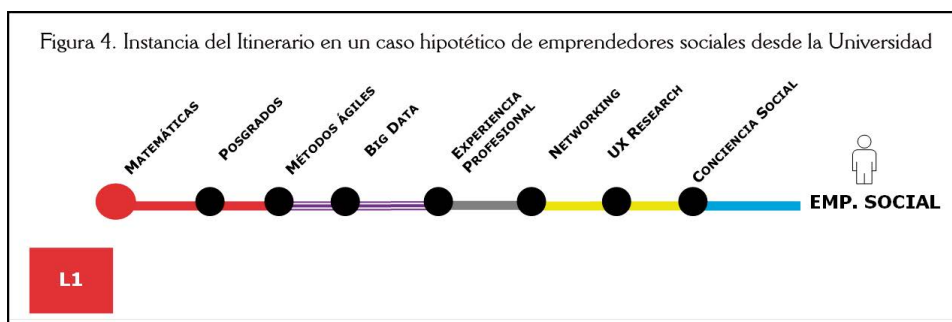 Figura 4. Instancia del Itinerario en un caso hipotético de emprendedores sociales desde la Universidad
MATEMÁTICAS
POSGRADOS
MÉTODOS ÁGILES
BIG DATA
EXPERIENCIA
PROFESIONAL
NETWORKING
UX RESEARCH
CONCIENCIA SOCIAL
EMP. SOCIAL
L1